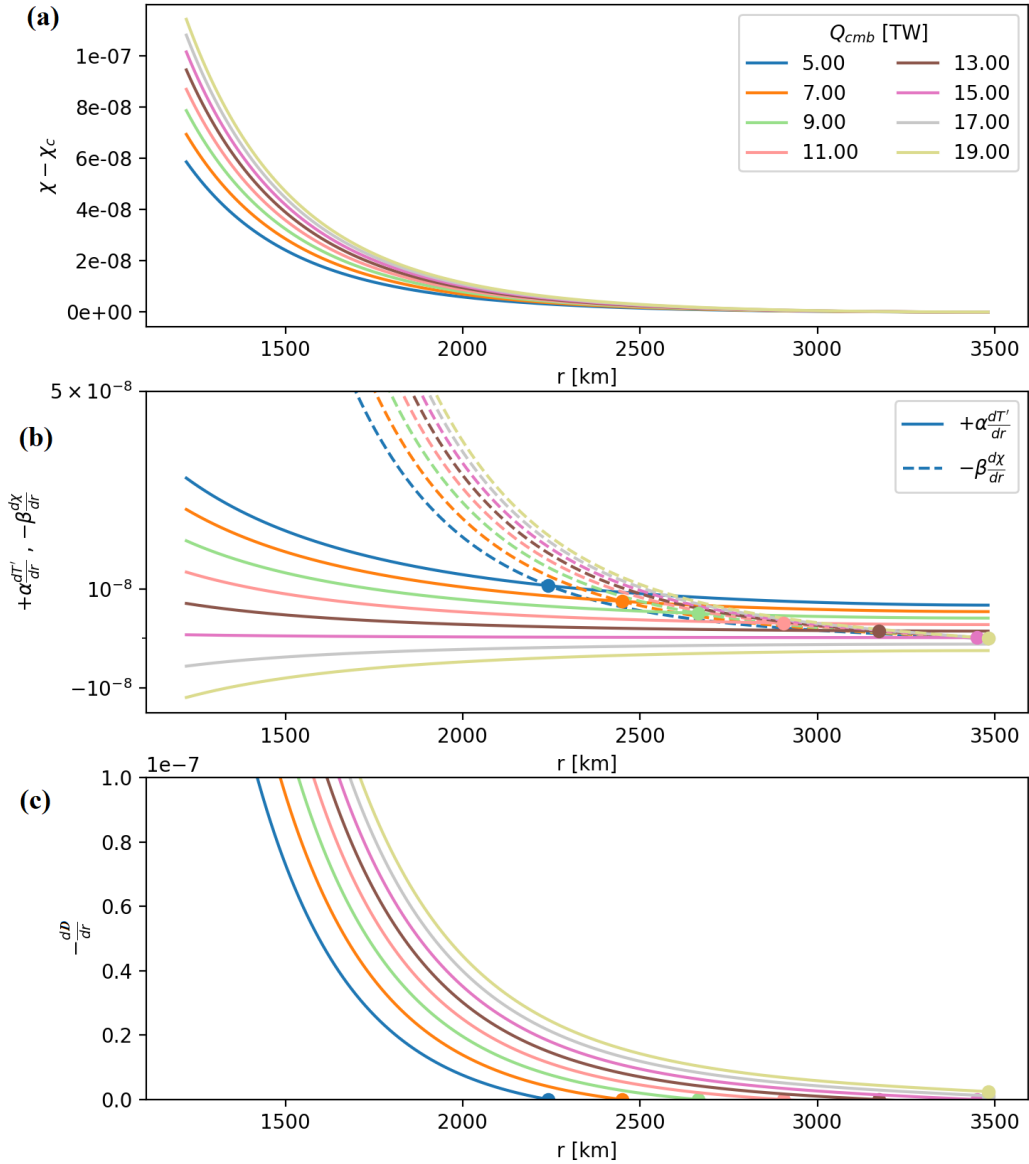 (a)
χ − χ_c
1e-07
8e-08
6e-08
4e-08
2e-08
0e+00
Q_cmb [TW]
5.00 13.00
7.00 15.00
9.00 17.00
11.00 19.00
1500 2000 2500 3000 3500
r [km]
(b)
+α dT′/dr , −β dχ/dr
5 × 10⁻⁸
10⁻⁸
−10⁻⁸
+α dT′/dr
−β dχ/dr
1500 2000 2500 3000 3500
r [km]
(c)
1e−7
− dD/dr
1.0
0.8
0.6
0.4
0.2
0.0
1500 2000 2500 3000 3500
r [km]